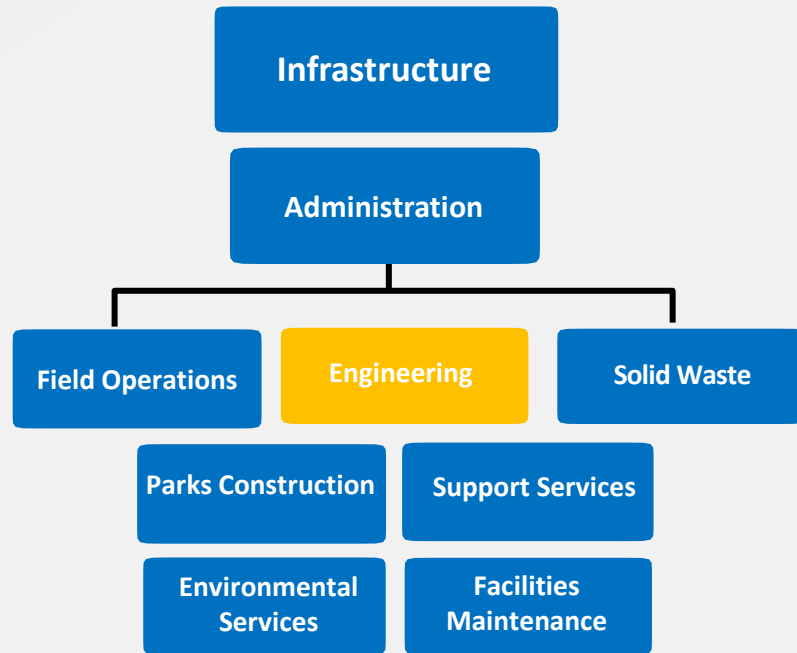 Infrastructure
Administration
Field Operations
Engineering
Solid Waste
Parks Construction
Support Services
Environmental
Services
Facilities
Maintenance